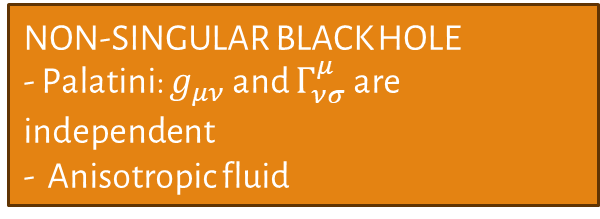 NON-SINGULAR BLACK HOLE
- Palatini: $g_{\mu\nu}$ and $\Gamma^{\mu}_{\nu\sigma}$ are
independent
- Anisotropic fluid